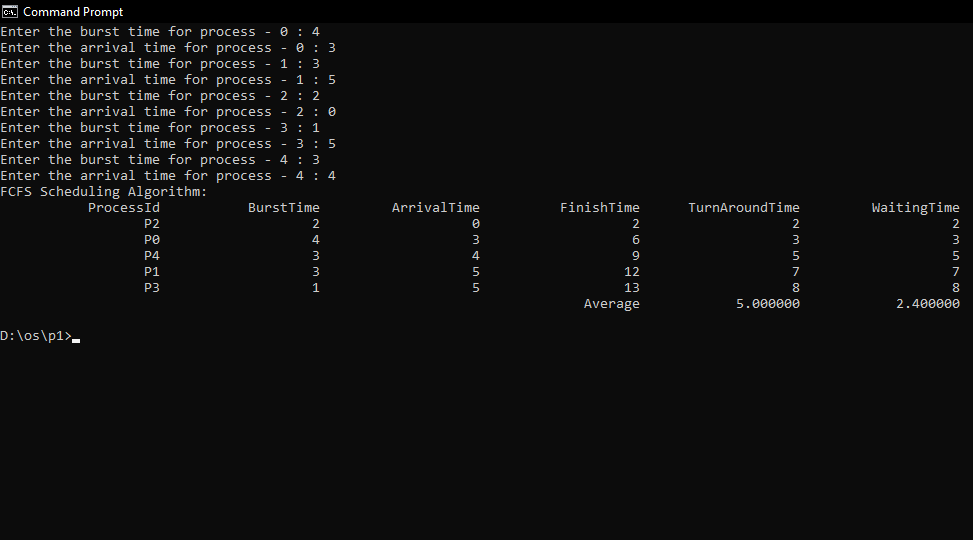 Command Prompt
Enter the burst time for process - 0 : 4
Enter the arrival time for process - 0 : 3
Enter the burst time for process - 1 : 3
Enter the arrival time for process - 1 : 5
Enter the burst time for process - 2 : 2
Enter the arrival time for process - 2 : 0
Enter the burst time for process - 3 : 1
Enter the arrival time for process - 3 : 5
Enter the burst time for process - 4 : 3
Enter the arrival time for process - 4 : 4
FCFS Scheduling Algorithm:
ProcessId BurstTime ArrivalTime FinishTime TurnAroundTime WaitingTime
P2 2 0 2 2 2
P0 4 3 6 3 3
P4 3 4 9 5 5
P1 3 5 12 7 7
P3 1 5 13 8 8
Average 5.000000 2.400000
D:\os\p1>